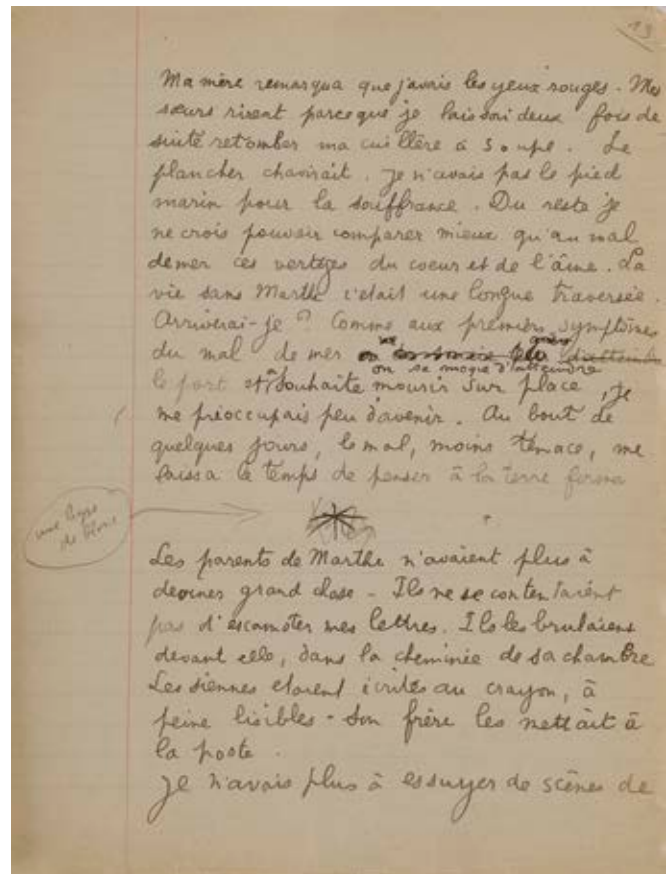 13
Ma mère remarqua que j'avais les yeux rouges. Mes
sœurs rirent parce que je laissai deux fois de
suite retomber ma cuillère à soupe. Le
plancher chavirait. Je n'avais pas le pied
marin pour la souffrance. Du reste je
ne crois pouvoir comparer mieux qu'au mal
de mer ces vertiges du coeur et de l'âme. La
vie sans Marthe c'était une longue traversée.
Arriverai-je ? Comme aux premiers symptômes
du mal de mer
on se moque d'atteindre
le port et souhaite mourir sur place, je
me préoccupais peu d'avenir. Au bout de
quelques jours, le mal, moins tenace, me
laissa le temps de penser à la terre ferme
une ligne
de blanc
Les parents de Marthe n'avaient plus à
deviner grand chose - Ils ne se contentaient
pas d'escamoter mes lettres. Ils les brulaient
devant elle, dans la cheminée de sa chambre
Les siennes etaient écrites au crayon, à
peine lisibles - Son frère les mettait à
la poste.
Je n'avais plus à essuyer de scènes de